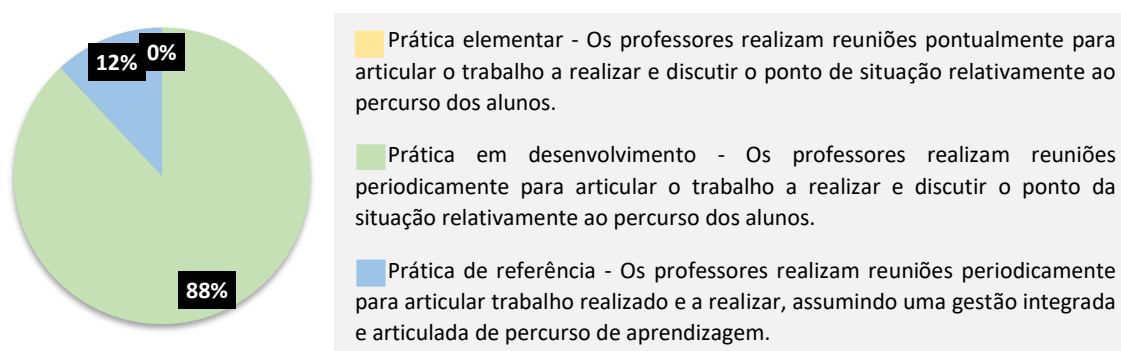 12%
0%
88%
Prática elementar - Os professores realizam reuniões pontualmente para
articular o trabalho a realizar e discutir o ponto de situação relativamente ao
percurso dos alunos.
Prática em desenvolvimento - Os professores realizam reuniões
periodicamente para articular o trabalho a realizar e discutir o ponto da
situação relativamente ao percurso dos alunos.
Prática de referência - Os professores realizam reuniões periodicamente
para articular trabalho realizado e a realizar, assumindo uma gestão integrada
e articulada de percurso de aprendizagem.